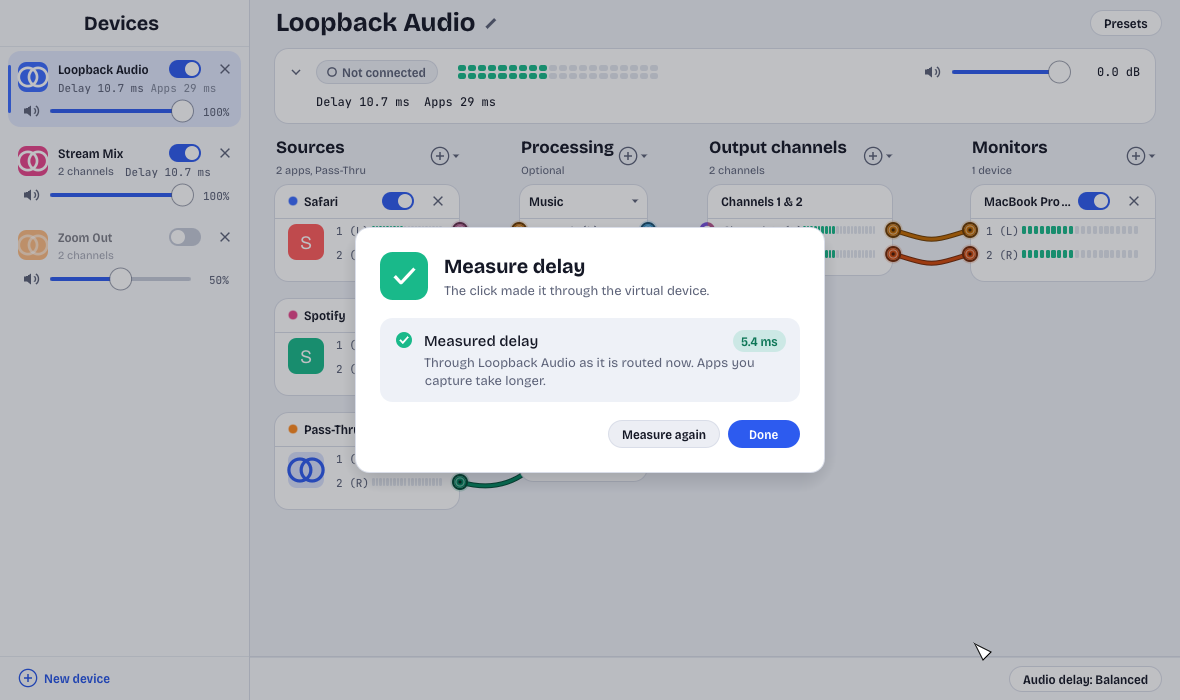 Devices
Loopback Audio
Delay 10.7 ms Apps 29 ms
100%
Stream Mix
2 channels Delay 10.7 ms
100%
Zoom Out
2 channels
50%
New device
Loopback Audio
Presets
Not connected
0.0 dB
Delay 10.7 ms Apps 29 ms
Sources
2 apps, Pass-Thru
Processing
Optional
Output channels
2 channels
Monitors
1 device
Safari
S
1
2
Music
Channels 1 & 2
MacBook Pro...
1 (L)
2 (R)
Spotify
S
1
2
Pass-Thru
1
2 (R)
Measure delay
The click made it through the virtual device.
Measured delay
5.4 ms
Through Loopback Audio as it is routed now. Apps you
capture take longer.
Measure again
Done
Audio delay: Balanced